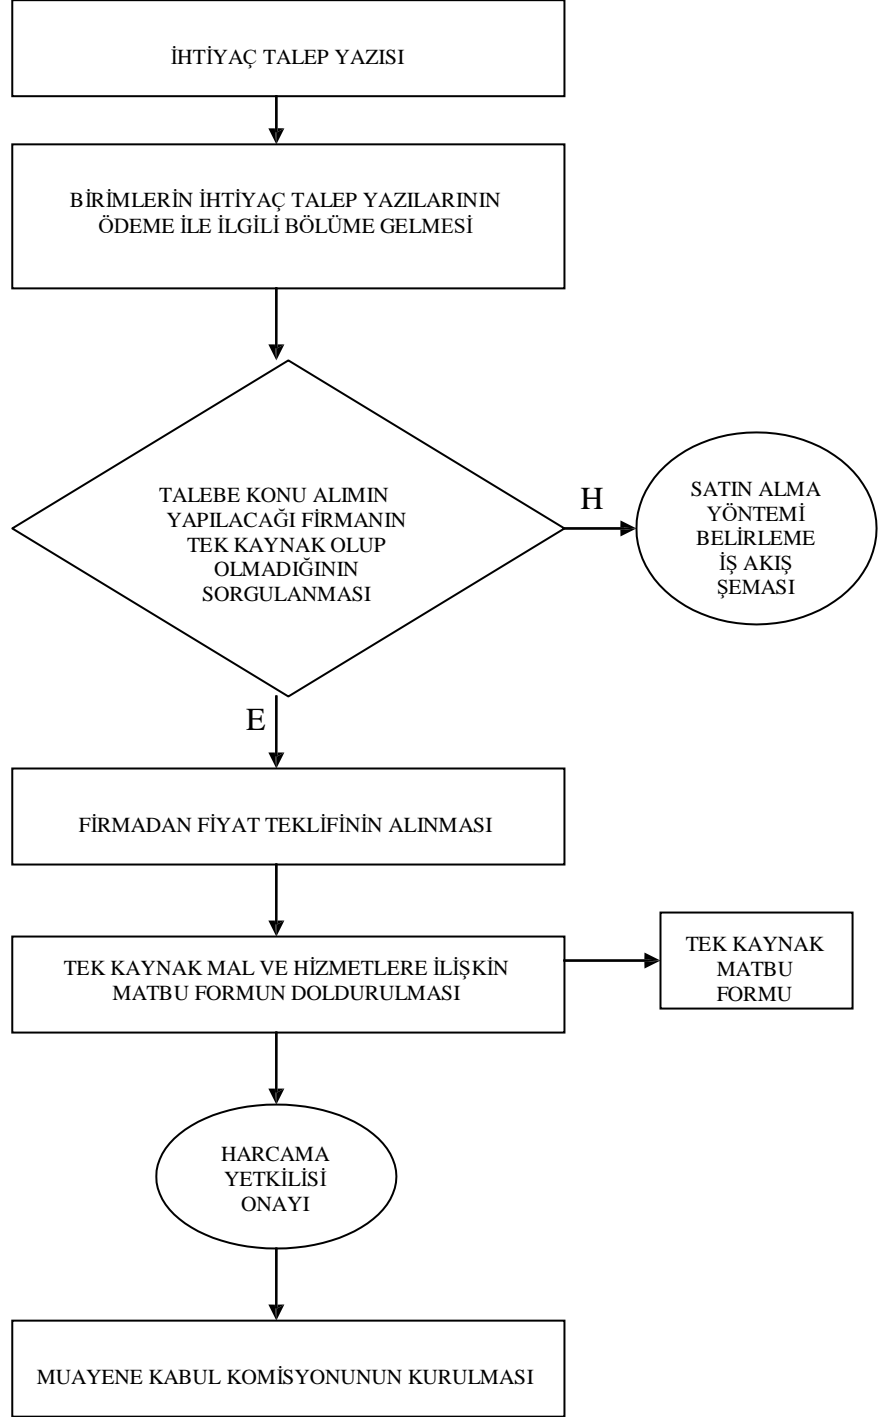 İHTİYAÇ TALEP YAZISI
BİRİMLERİN İHTİYAÇ TALEP YAZILARININ
ÖDEME İLE İLGİLİ BÖLÜME GELMESİ
TALEBE KONU ALIMIN
YAPILACAĞI FİRMANIN
TEK KAYNAK OLUP
OLMADIĞININ
SORGULANMASI
H
SATIN ALMA
YÖNTEMİ
BELİRLEME
İŞ AKIŞ
ŞEMASI
E
FİRMADAN FİYAT TEKLİFİNİN ALINMASI
TEK KAYNAK MAL VE HİZMETLERE İLİŞKİN
MATBU FORMUN DOLDURULMASI
TEK KAYNAK
MATBU
FORMU
HARCAMA
YETKİLİSİ
ONAYI
MUAYENE KABUL KOMİSYONUNUN KURULMASI